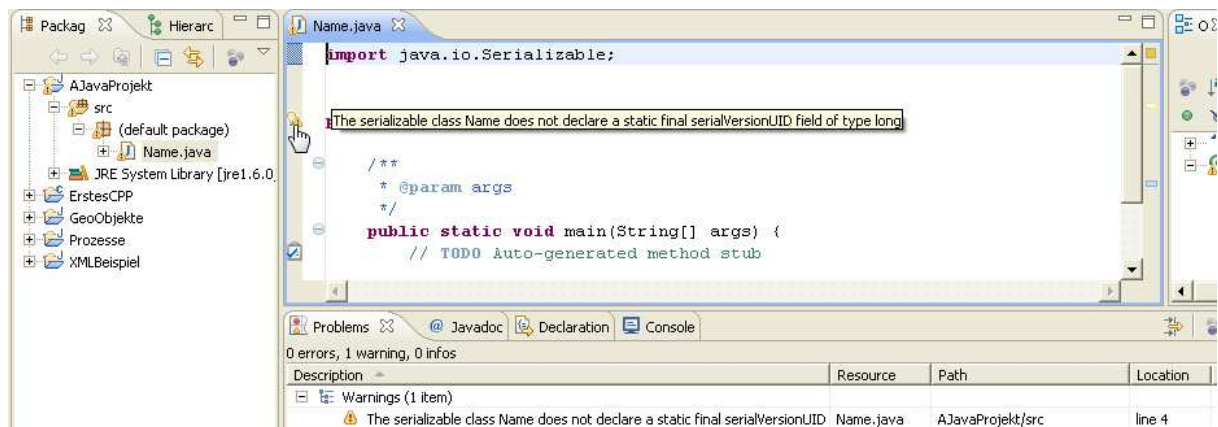 Packag
Hierarc
AJavaProjekt
src
(default package)
Name.java
JRE System Library [jre1.6.0
ErstesCPP
GeoObjekte
Prozesse
XMLBeispiel
Name.java
import java.io.Serializable;
The serializable class Name does not declare a static final serialVersionUID field of type long
/**
* @param args
*/
public static void main(String[] args) {
// TODO Auto-generated method stub
O
Problems
@ Javadoc
Declaration
Console
0 errors, 1 warning, 0 infos
Description
Resource
Path
Location
Warnings (1 item)
The serializable class Name does not declare a static final serialVersionUID
Name.java
AJavaProjekt/src
line 4